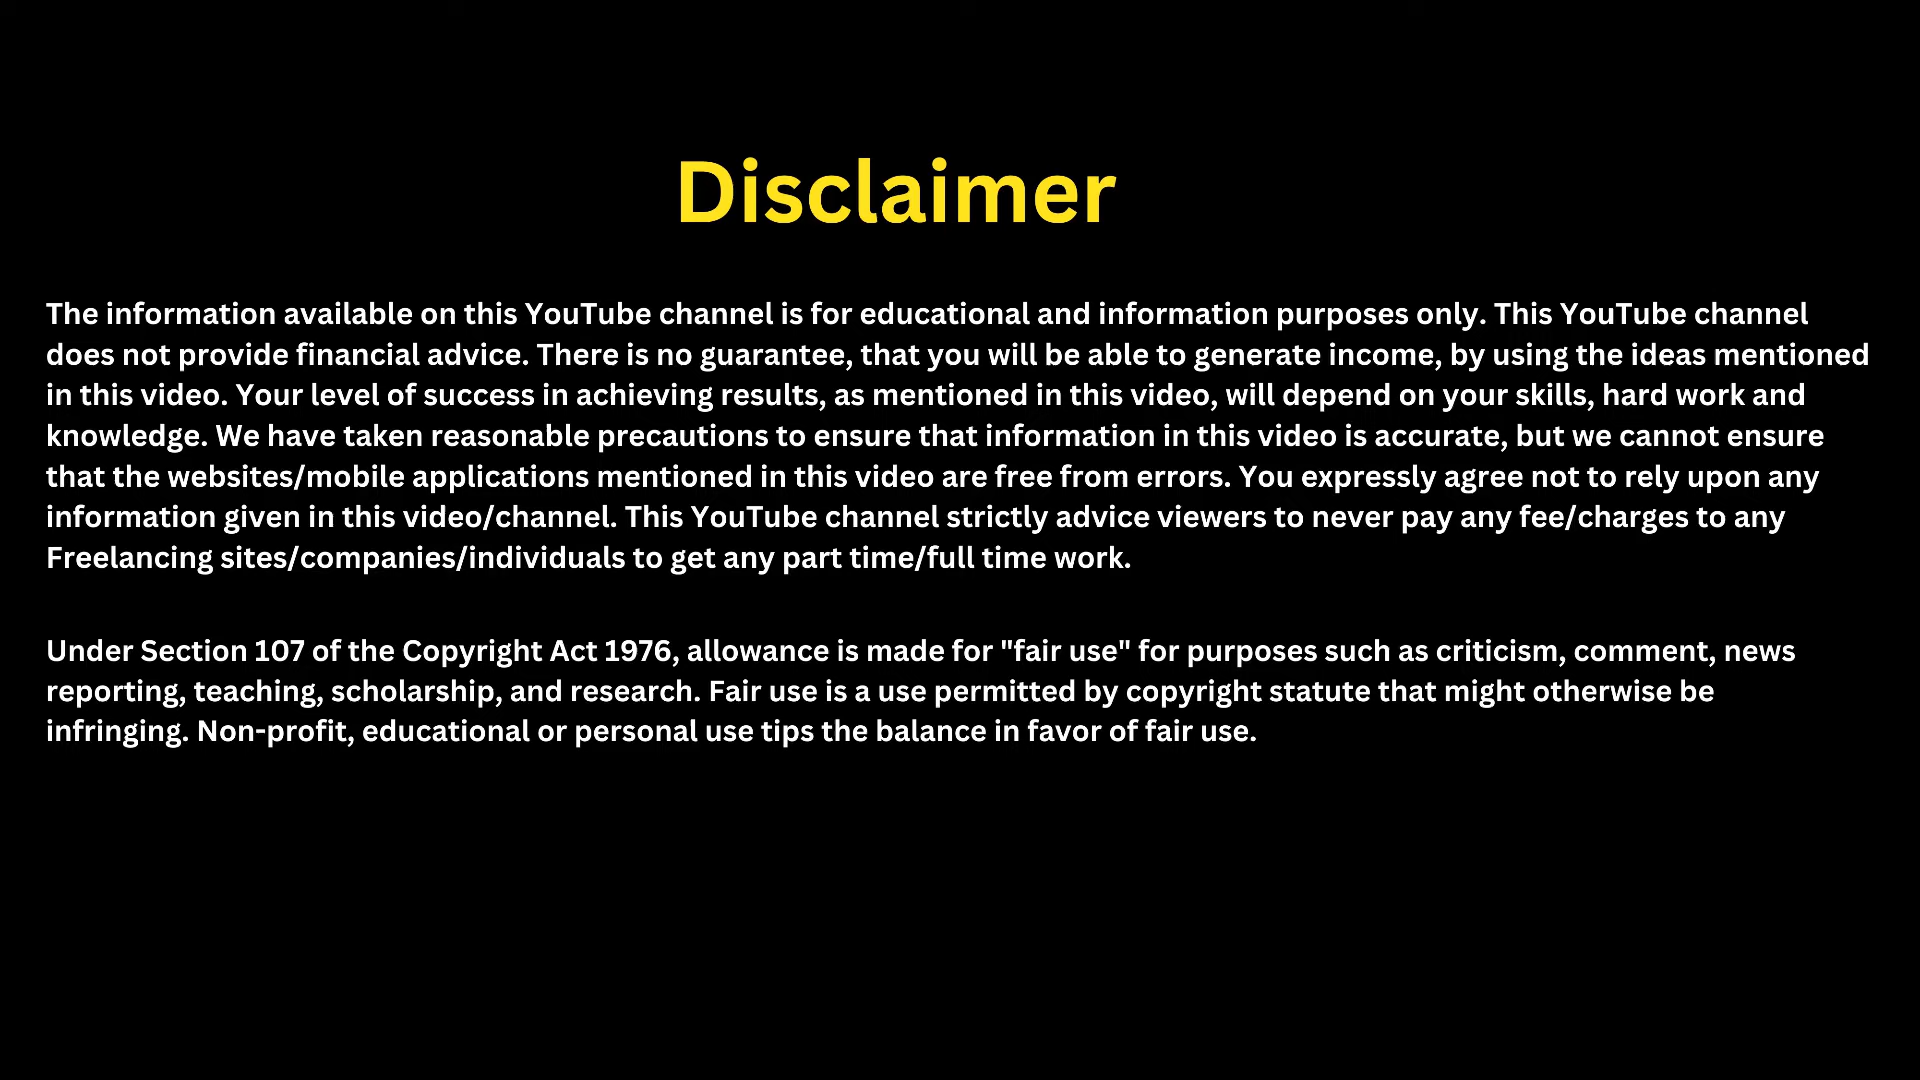 Disclaimer
The information available on this YouTube channel is for educational and information purposes only. This YouTube channel
does not provide financial advice. There is no guarantee, that you will be able to generate income, by using the ideas mentioned
in this video. Your level of success in achieving results, as mentioned in this video, will depend on your skills, hard work and
knowledge. We have taken reasonable precautions to ensure that information in this video is accurate, but we cannot ensure
that the websites/mobile applications mentioned in this video are free from errors. You expressly agree not to rely upon any
information given in this video/channel. This YouTube channel strictly advice viewers to never pay any fee/charges to any
Freelancing sites/companies/individuals to get any part time/full time work.
Under Section 107 of the Copyright Act 1976, allowance is made for "fair use" for purposes such as criticism, comment, news
reporting, teaching, scholarship, and research. Fair use is a use permitted by copyright statute that might otherwise be
infringing. Non-profit, educational or personal use tips the balance in favor of fair use.